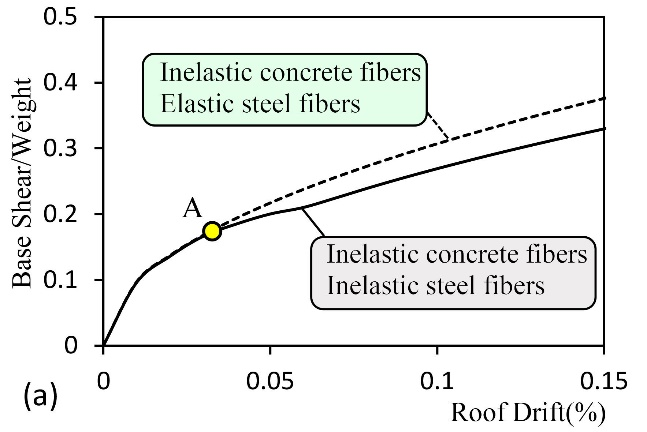 0.5
0.4
0.3
0.2
0.1
0
Base Shear/Weight
Inelastic concrete fibers
Elastic steel fibers
A
Inelastic concrete fibers
Inelastic steel fibers
0 0.05 0.1 0.15
(a)
Roof Drift(%)